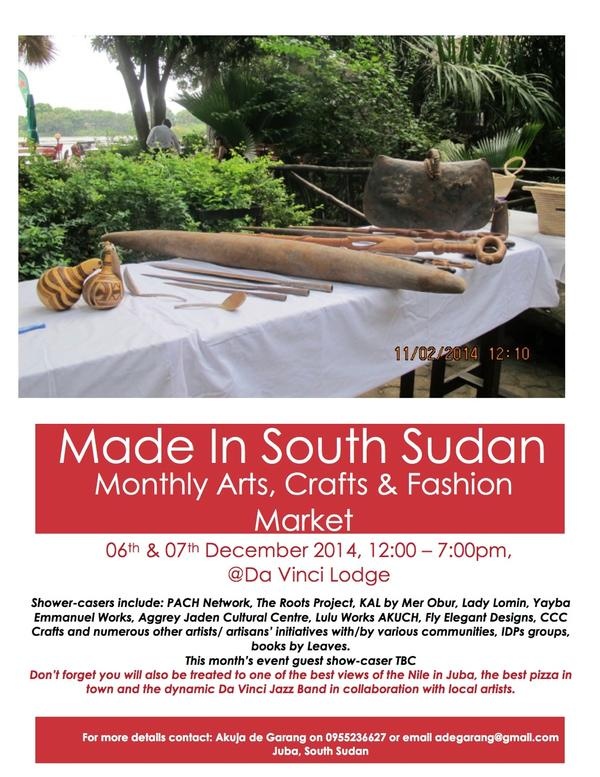 11/02/2014 12:10
Made In South Sudan
Monthly Arts, Crafts & Fashion
Market
06th & 07th December 2014, 12:00 – 7:00pm,
@Da Vinci Lodge
Shower-casers include: PACH Network, The Roots Project, KAL by Mer Obur, Lady Lomin, Yayba
Emmanuel Works, Aggrey Jaden Cultural Centre, Lulu Works AKUCH, Fly Elegant Designs, CCC
Crafts and numerous other artists/ artisans’ initiatives with/by various communities, IDPs groups,
books by Leaves.
This month’s event guest show-caser TBC
Don’t forget you will also be treated to one of the best views of the Nile in Juba, the best pizza in
town and the dynamic Da Vinci Jazz Band in collaboration with local artists.
For more details contact: Akuja de Garang on 0955236627 or email adegarang@gmail.com
Juba, South Sudan